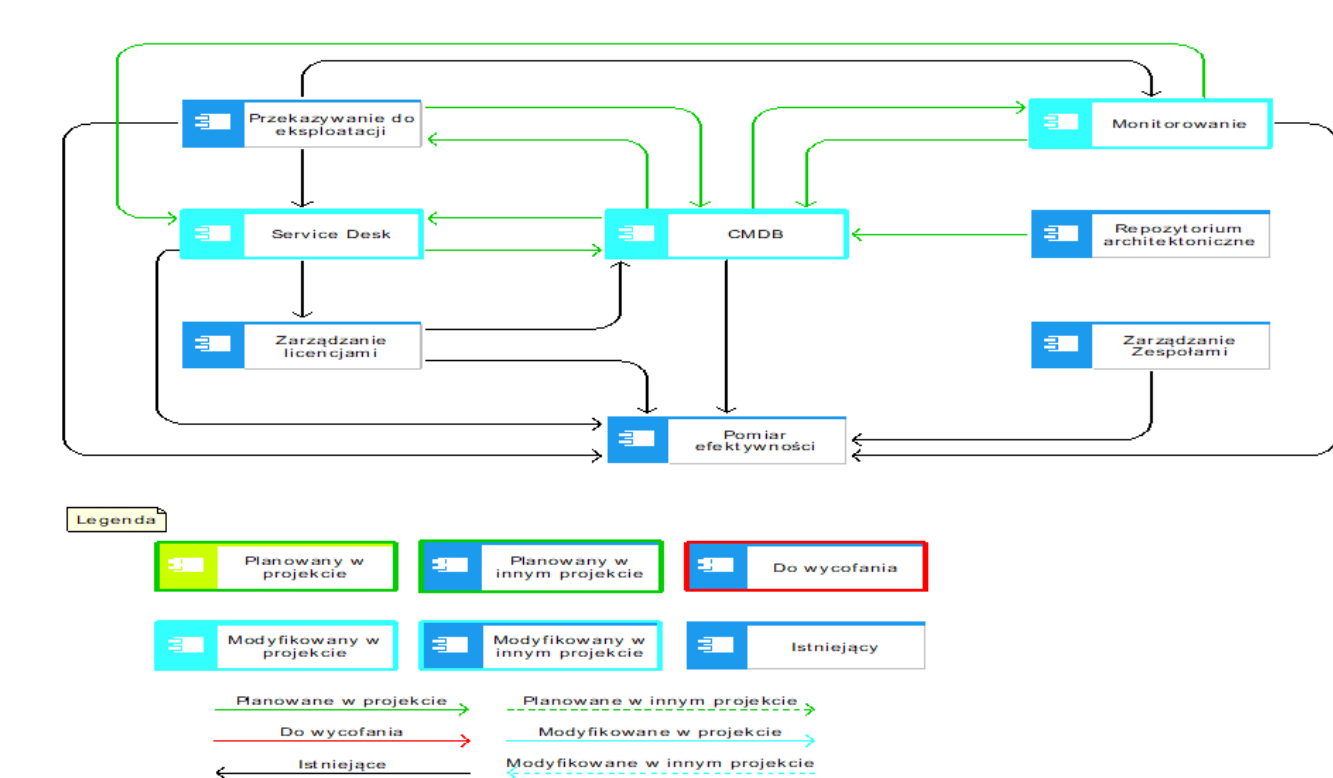 Przekazywanie do
eksploatacji
Monitorowanie
Service Desk
CMDB
Repozytorium
architektoniczne
Zarządzanie
licencjami
Zarządzanie
Zespołami
Pomiar
efektywności
Legenda
Planowany w
projekcie
Planowany w
innym projekcie
Do wycofania
Modyfikowany w
projekcie
Modyfikowany w
innym projekcie
Istniejący
Planowane w projekcie
Planowane w innym projekcie
Do wycofania
Modyfikowane w projekcie
Istniejące
Modyfikowane w innym projekcie